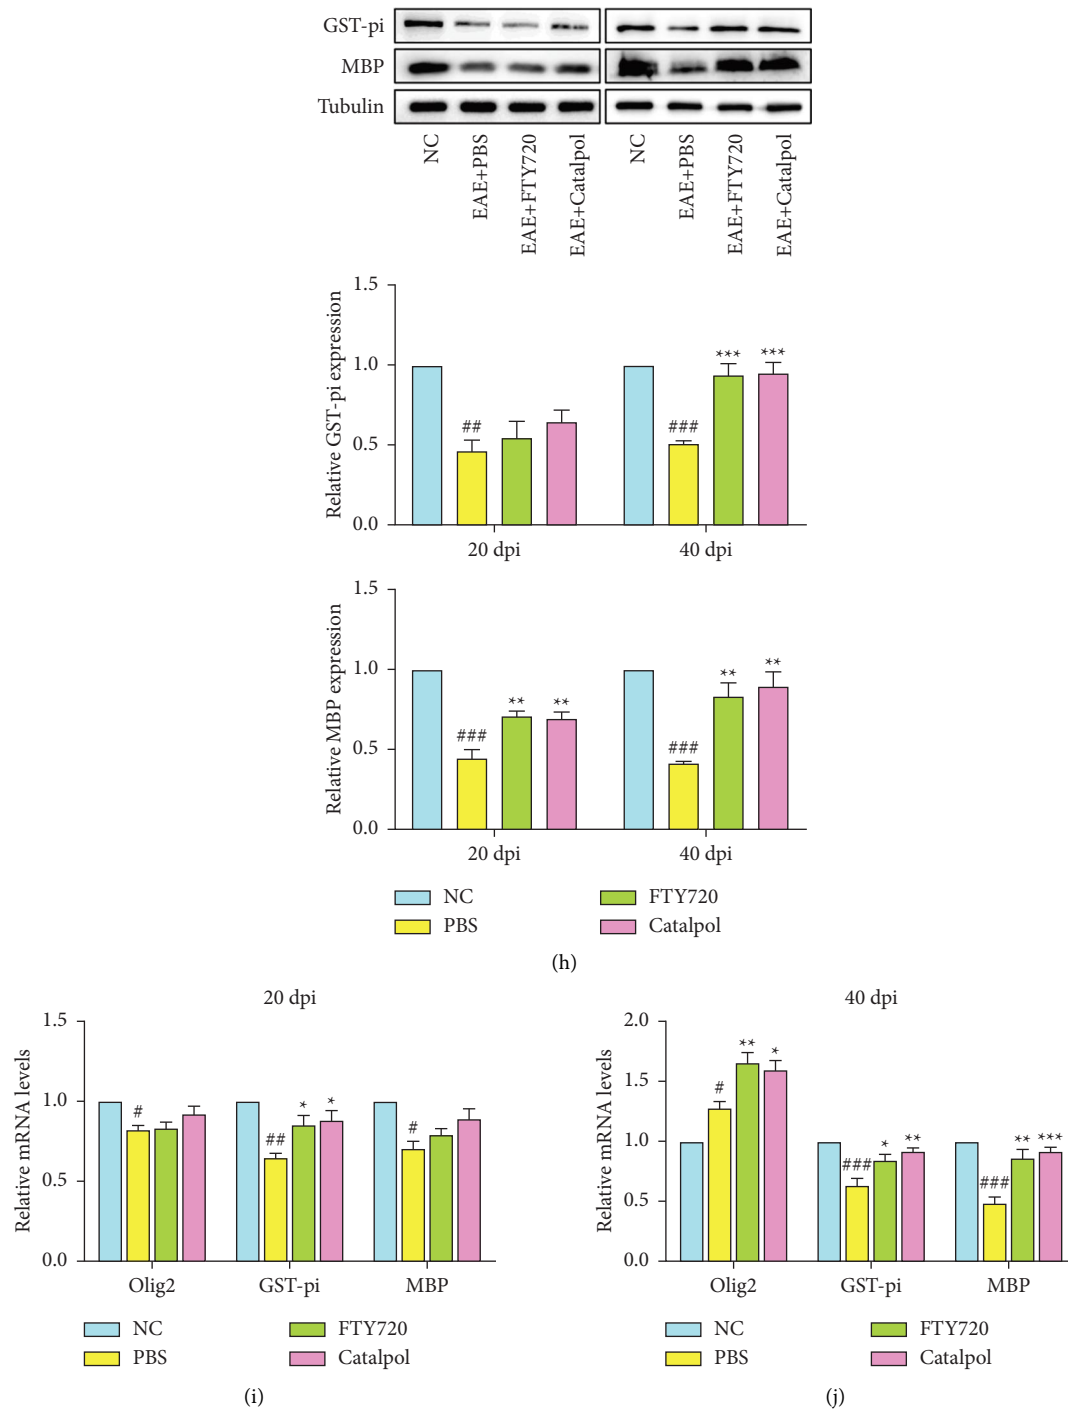 GST-pi
MBP
Tubulin
NC
EAE+PBS
EAE+FTY720
EAE+Catalpol
NC
EAE+PBS
EAE+FTY720
EAE+Catalpol
Relative GST-pi expression
1.5
1.0
0.5
0.0
##
###
***
***
20 dpi
40 dpi
Relative MBP expression
1.5
1.0
0.5
0.0
###
**
**
###
**
**
20 dpi
40 dpi
NC
FTY720
PBS
Catalpol
(h)
20 dpi
Relative mRNA levels
1.5
1.0
0.5
0.0
#
##
*
*
#
Olig2
GST-pi
MBP
NC
FTY720
PBS
Catalpol
(i)
40 dpi
Relative mRNA levels
2.0
1.5
1.0
0.5
0.0
#
**
*
###
*
**
###
**
***
Olig2
GST-pi
MBP
NC
FTY720
PBS
Catalpol
(j)